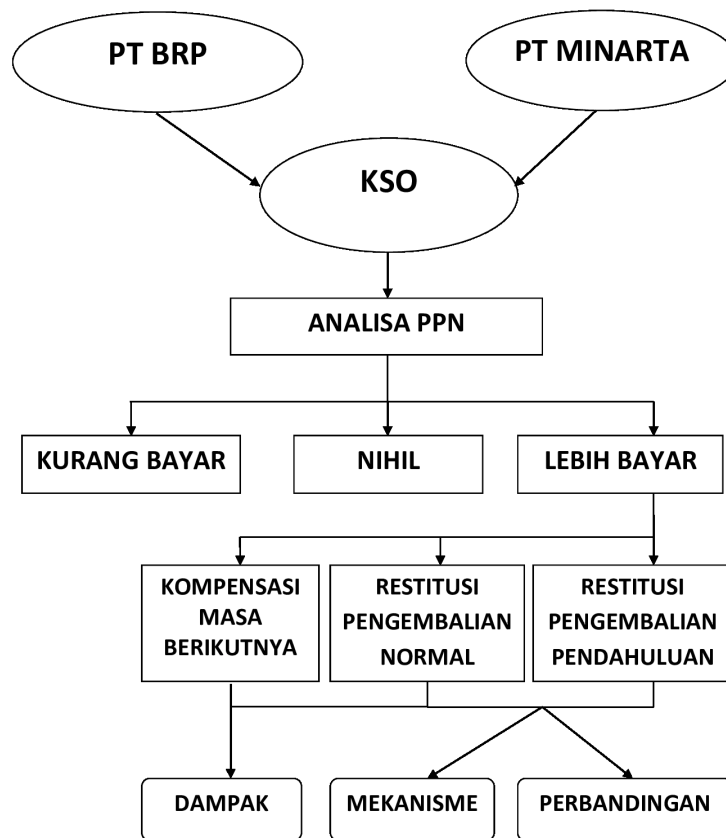 PT BRP
PT MINARTA
KSO
ANALISA PPN
KURANG BAYAR
NIHIL
LEBIH BAYAR
KOMPENSASI
MASA
BERIKUTNYA
RESTITUSI
PENGEMBALIAN
NORMAL
RESTITUSI
PENGEMBALIAN
PENDAHULUAN
DAMPAK
MEKANISME
PERBANDINGAN